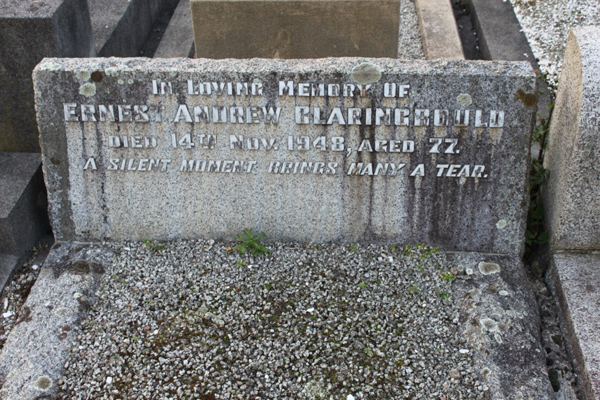 In Loving Memory Of
ERNEST ANDREW CLARINGBOULD
DIED 14TH NOV. 1948, AGED 77.
A SILENT MOMENT BRINGS MANY A TEAR.